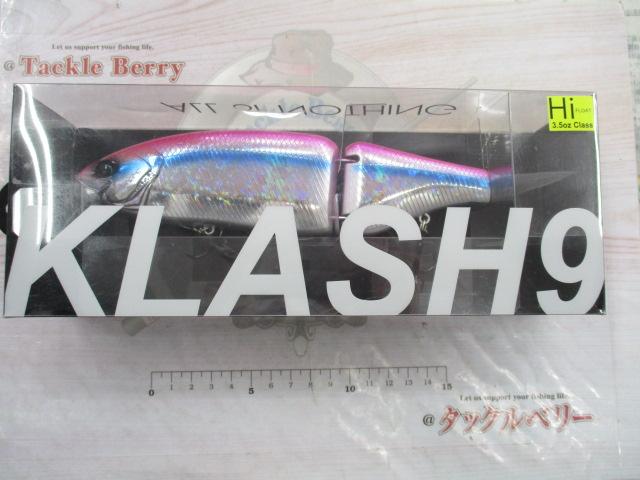 Let us support your fishing life.
@Tackle Berry
ALL OR NOTHING
Hi FLOAT
3.5oz Class
KLASH9
0 1 2 3 4 5 6 7 8 9 10 11 12 13 14 15
Let us support your fishing life.
@タックルベリー